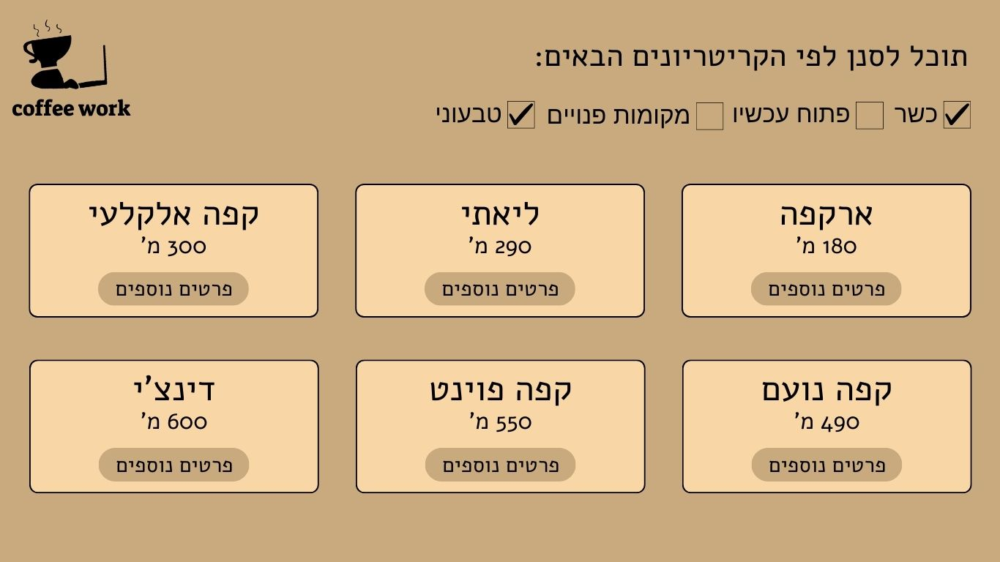 coffee work
תוכל לסנן לפי הקריטריונים הבאים:
כשר פתוח עכשיו מקומות פנויים טבעוני
ארקפה
180 מ'
פרטים נוספים
ליאתי
290 מ'
פרטים נוספים
קפה אלקלעי
300 מ'
פרטים נוספים
קפה נועם
490 מ'
פרטים נוספים
קפה פוינט
550 מ'
פרטים נוספים
דינצ'י
600 מ'
פרטים נוספים